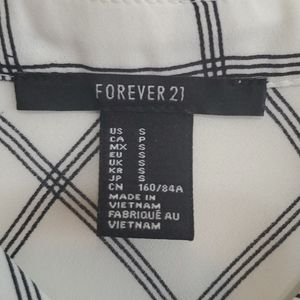 FOREVER 21
US S
CA P
MX S
EU S
UK S
KR S
JP S
CN 160/84A
MADE IN
VIETNAM
FABRIQUÉ AU
VIETNAM